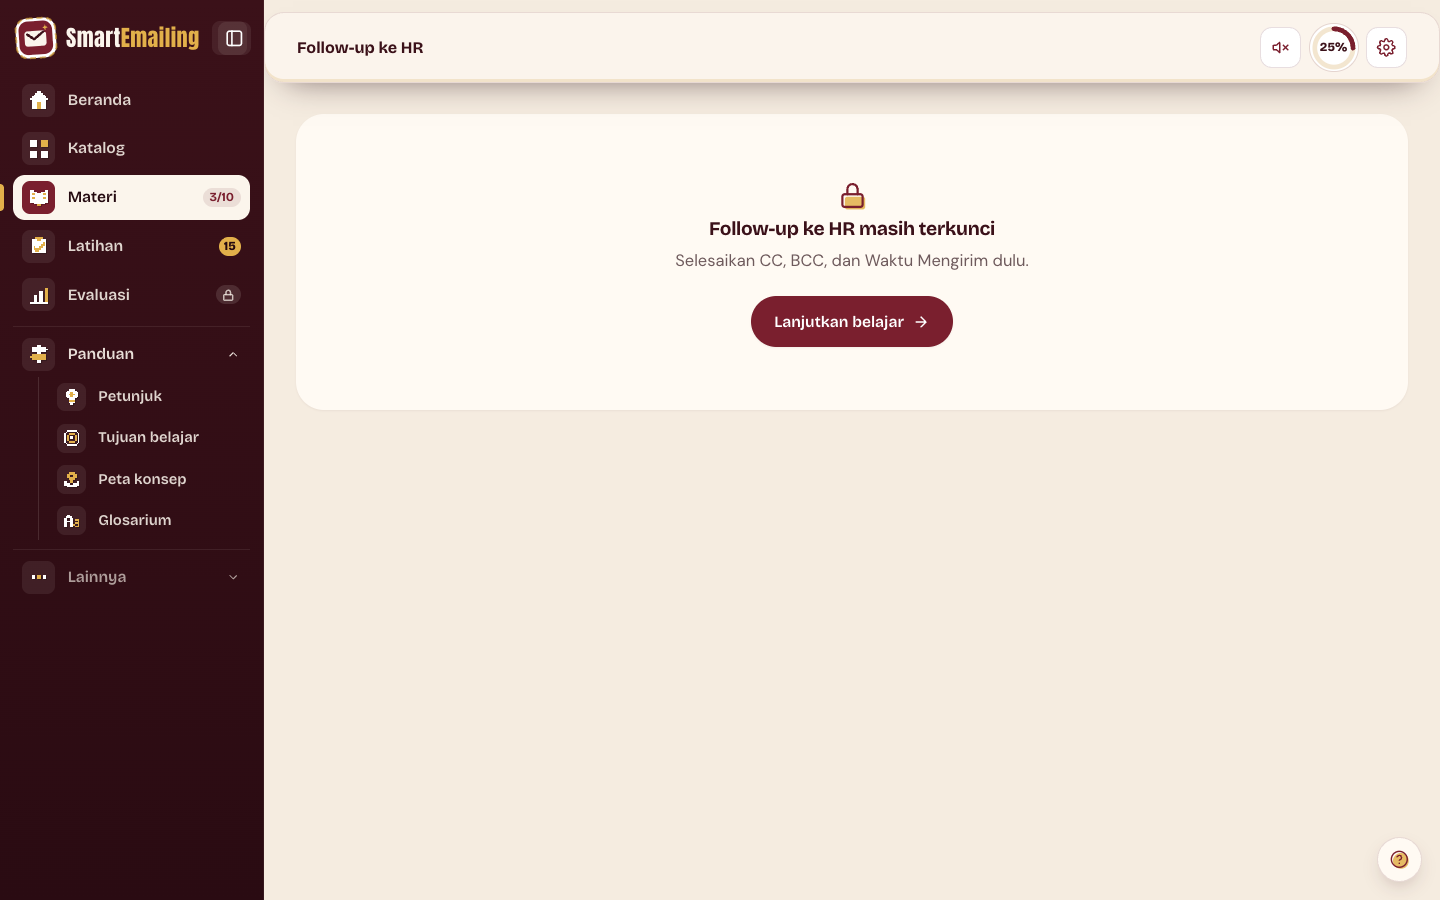 SmartEmailing
Beranda
Katalog
Materi 3/10
Latihan 15
Evaluasi
Panduan
Petunjuk
Tujuan belajar
Peta konsep
Glosarium
Lainnya
Follow-up ke HR
25%
Follow-up ke HR masih terkunci
Selesaikan CC, BCC, dan Waktu Mengirim dulu.
Lanjutkan belajar